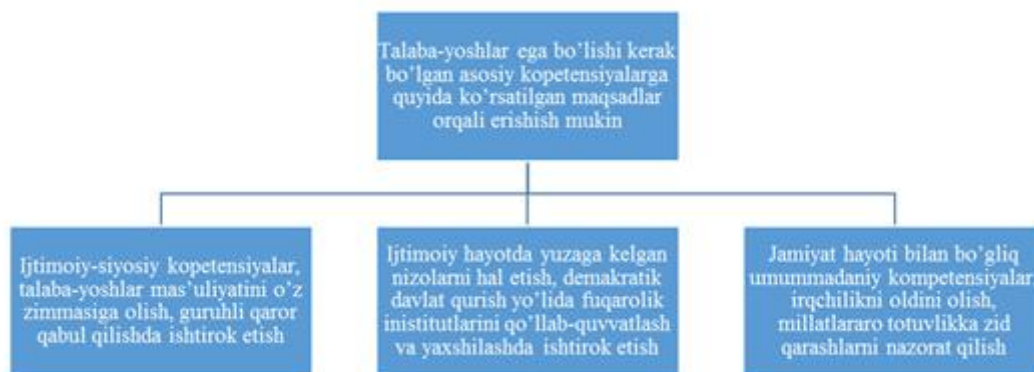 Talaba-yoshlar ega bo’lishi kerak
bo’lgan asosiy kopetensiyalarga
quyida ko’rsatilgan maqsadlar
orqali erishish mukin
Ijtimoiy-siyosiy kopetensiyalar,
talaba-yoshlar mas’uliyatini o’z
zimmasiga olish, guruhli qaror
qabul qilishda ishtirok etish
Ijtimoiy hayotda yuzaga kelgan
nizolarni hal etish, demakratik
davlat qurish yo’lida fuqarolik
inistitutlarini qo’llab-quvvatlash
va yaxshilashda ishtirok etish
Jamiyat hayoti bilan bo’gliq
umummadaniy kompetensiyalar
irqchilikni oldini olish,
millatlararo totuvlikka zid
qarashlarni nazorat qilish